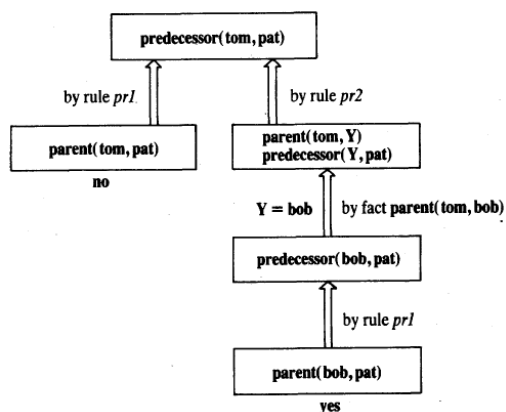 predecessor(tom,pat)
by rule pr1
by rule pr2
parent(tom,pat)
no
parent(tom,Y)
predecessor(Y,pat)
Y = bob
by fact parent(tom,bob)
predecessor(bob,pat)
by rule pr1
parent(bob,pat)
yes